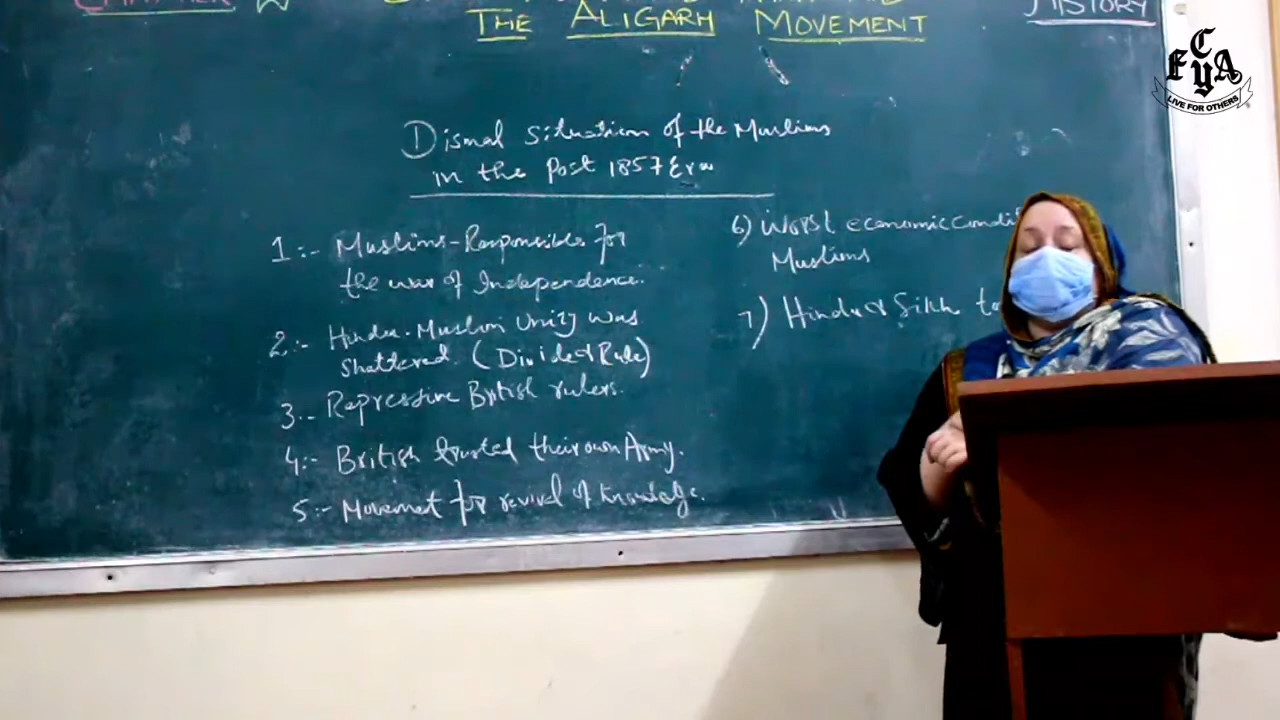 THE ALIGARH MOVEMENT
HISTORY
Dismal Situation of the Muslims
in the Post 1857 Era
1:- Muslims-Responsible for
the war of Independence.
2:- Hindu-Muslim Unity was
shattered. (Divide & Rule)
3:- Repressive British rulers.
4:- British trusted their own Army.
5:- Movement for revival of knowledge.
6) Worst economic
Muslims
7) Hindu & Sikh
ECYA
LIVE FOR OTHERS